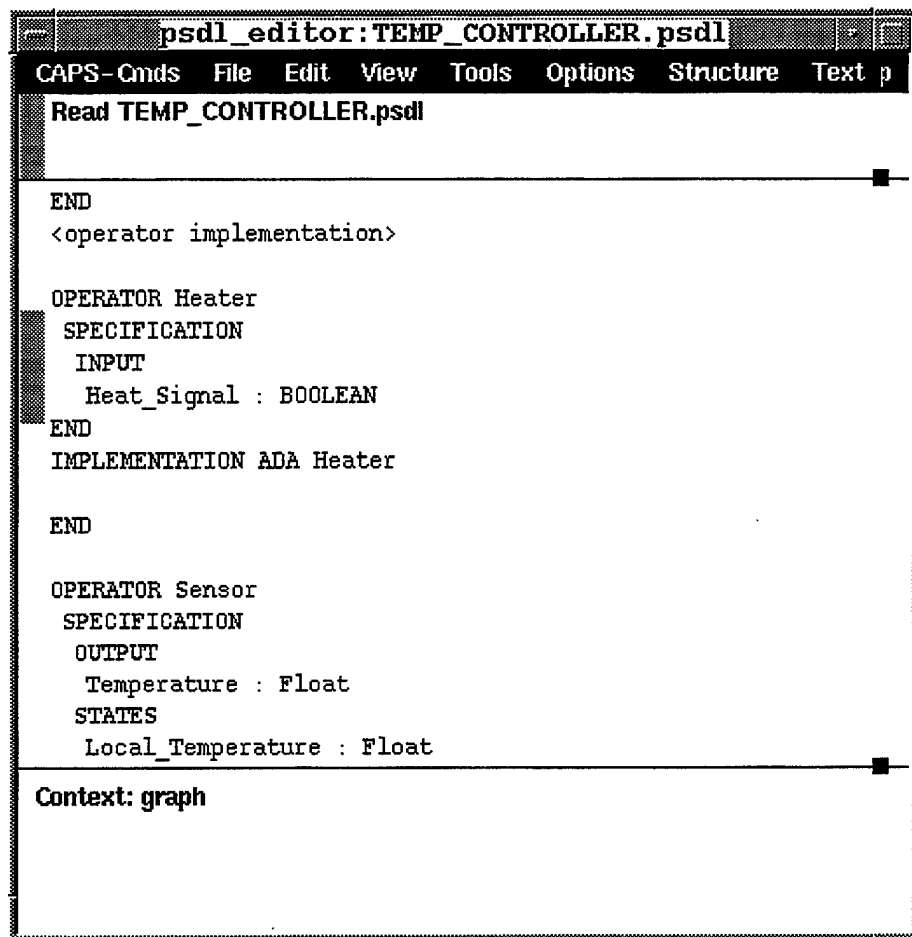 psdl_editor:TEMP_CONTROLLER.psdl
CAPS-Cmds File Edit View Tools Options Structure Text p
Read TEMP_CONTROLLER.psdl
END
<operator implementation>
OPERATOR Heater
SPECIFICATION
INPUT
Heat_Signal : BOOLEAN
END
IMPLEMENTATION ADA Heater
END
OPERATOR Sensor
SPECIFICATION
OUTPUT
Temperature : Float
STATES
Local_Temperature : Float
Context: graph